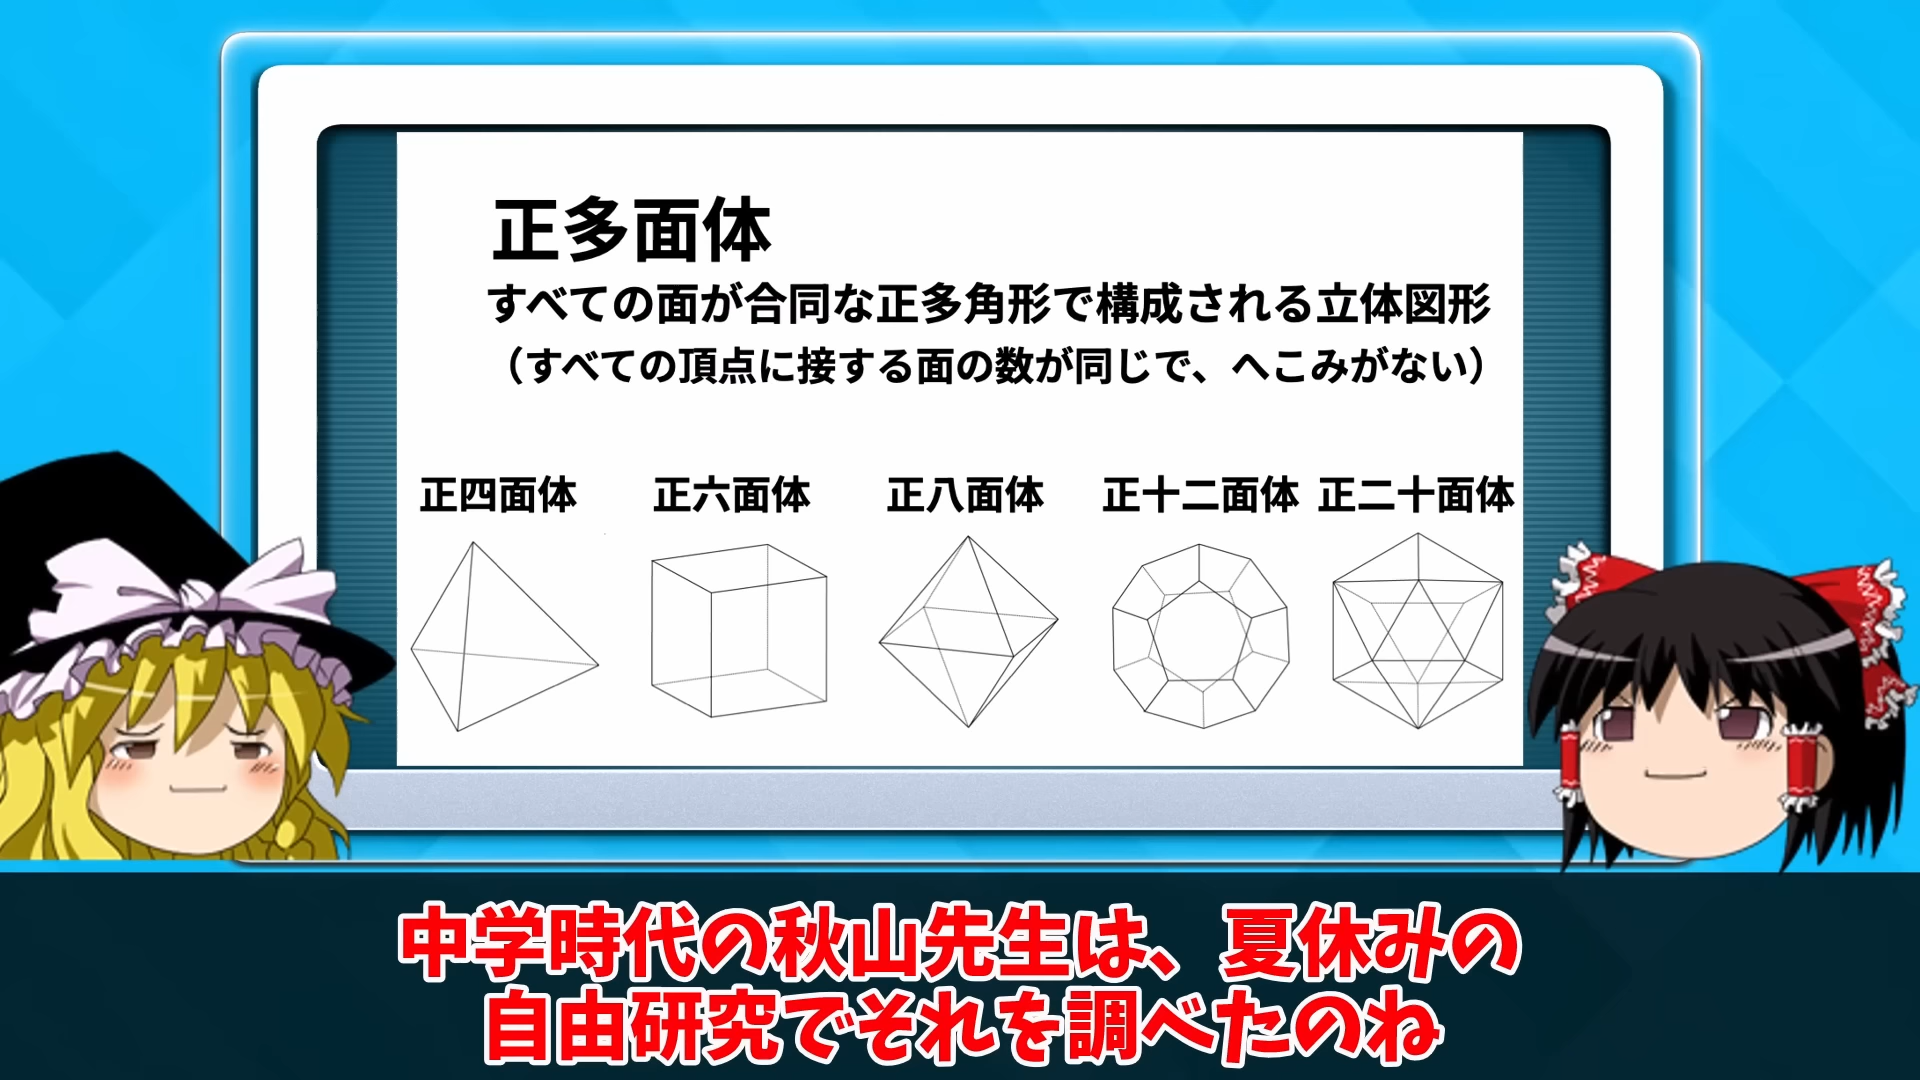 正多面体
すべての面が合同な正多角形で構成される立体図形
（すべての頂点に接する面の数が同じで、へこみがない）
正四面体 正六面体 正八面体 正十二面体 正二十面体
中学時代の秋山先生は、夏休みの
自由研究でそれを調べたのね